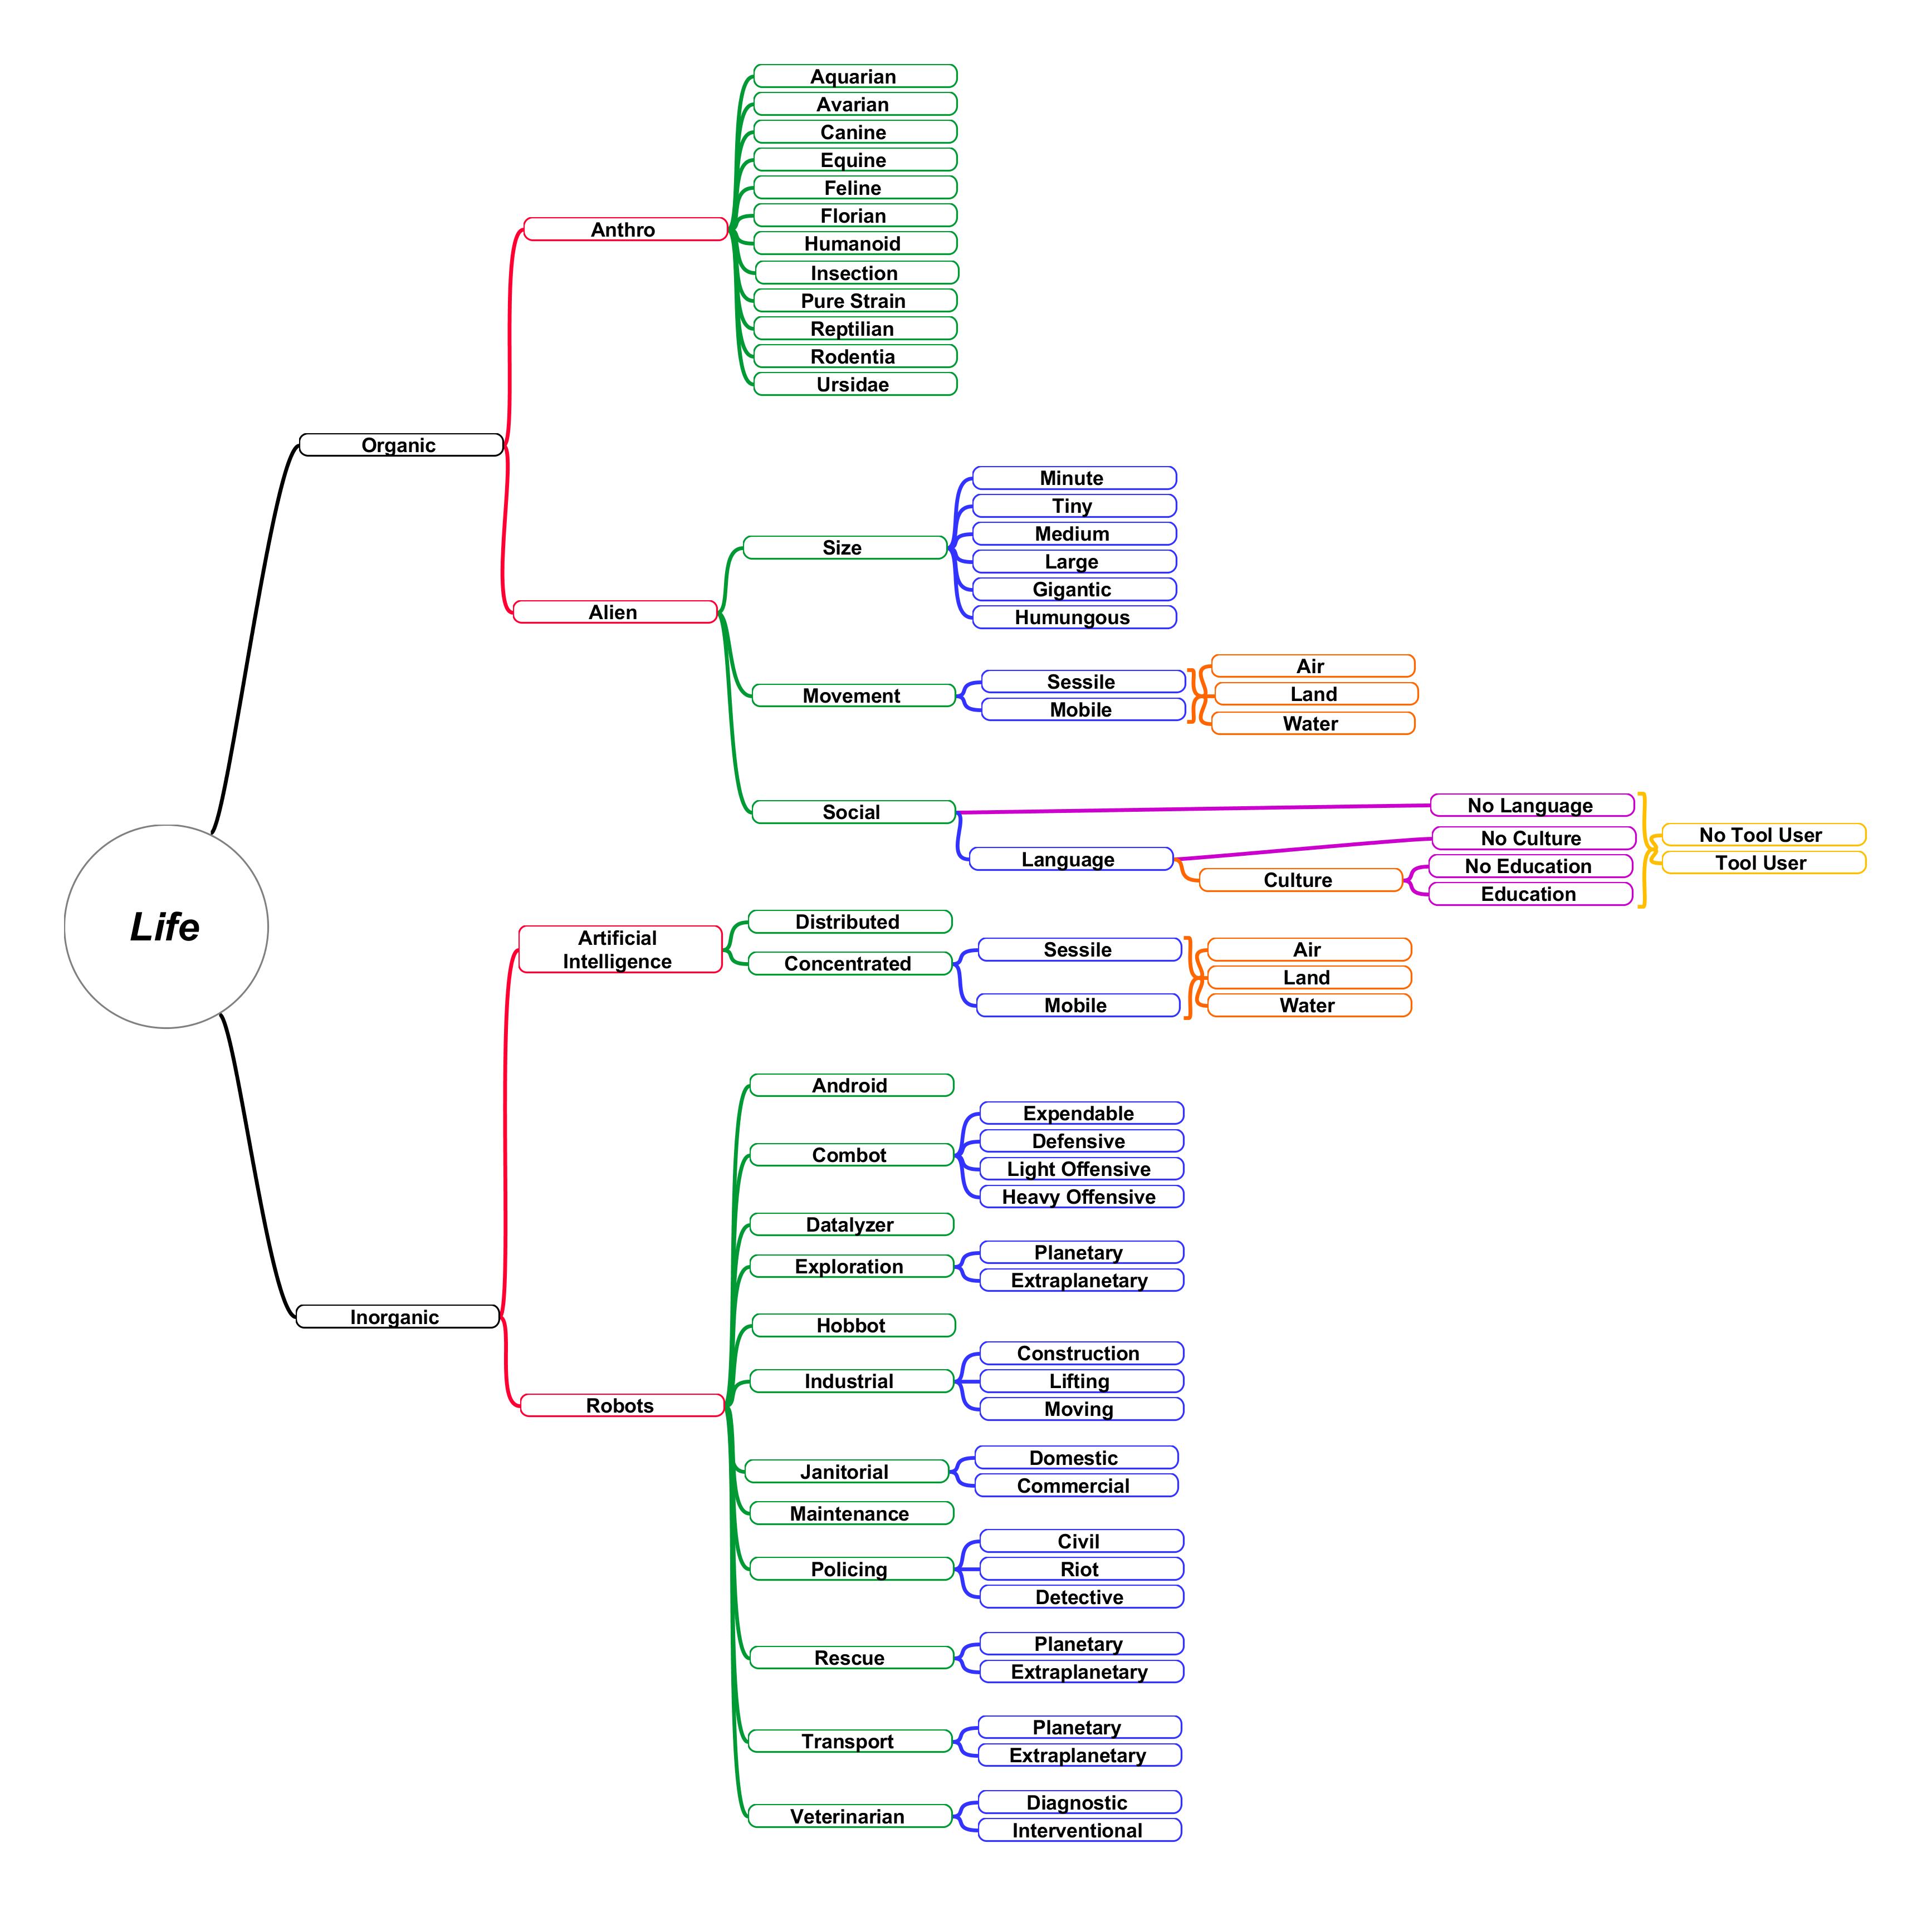 Life
Organic
Anthro
Aquarian
Avarian
Canine
Equine
Feline
Florian
Humanoid
Insection
Pure Strain
Reptilian
Rodentia
Ursidae
Alien
Size
Minute
Tiny
Medium
Large
Gigantic
Humungous
Movement
Sessile
Mobile
Air
Land
Water
Social
No Language
Language
No Culture
Culture
No Education
Education
No Tool User
Tool User
Inorganic
Artificial
Intelligence
Distributed
Concentrated
Sessile
Mobile
Air
Land
Water
Robots
Android
Combot
Expendable
Defensive
Light Offensive
Heavy Offensive
Datalyzer
Exploration
Planetary
Extraplanetary
Hobbot
Industrial
Construction
Lifting
Moving
Janitorial
Domestic
Commercial
Maintenance
Policing
Civil
Riot
Detective
Rescue
Planetary
Extraplanetary
Transport
Planetary
Extraplanetary
Veterinarian
Diagnostic
Interventional